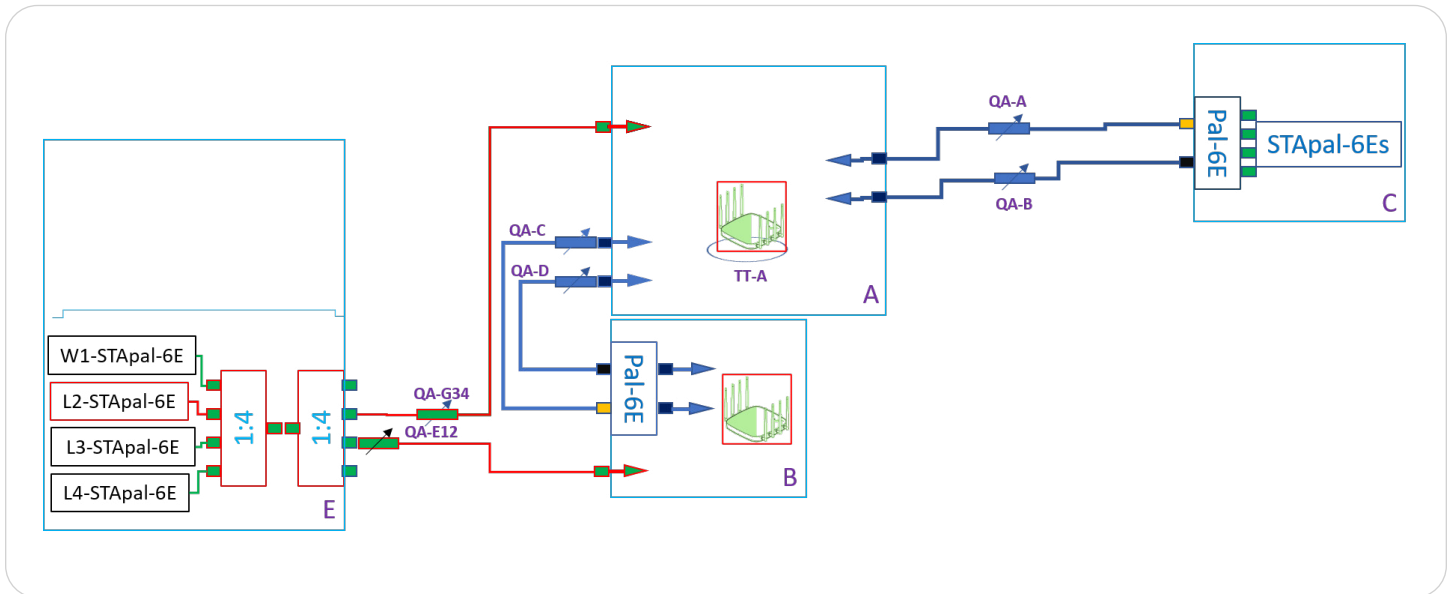 QA-A
Pal-6E
STApal-6Es
QA-B
C
QA-C
QA-D
TT-A
A
W1-STApal-6E
L2-STApal-6E
L3-STApal-6E
L4-STApal-6E
1:4
1:4
E
QA-G34
QA-E12
Pal-6E
B